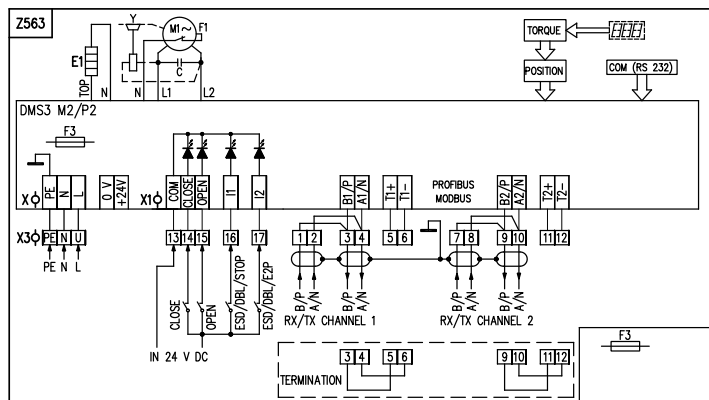 Z563
Y
M1 ~
F1
E1
C
TOP
N
N
L1
L2
TORQUE
POSITION
COM (RS 232)
DMS3 M2/P2
F3
X
PE
N
L
0 V
+24V
X1
COM
CLOSE
OPEN
I1
I2
B1/P
A1/N
T1+
T1-
PROFIBUS
MODBUS
B2/P
A2/N
T2+
T2-
X3
PE N U
13 14 15 16 17
1 2 3 4 5 6
7 8 9 10 11 12
PE N L
CLOSE
OPEN
ESD/DBL/STOP
ESD/DBL/E2P
B/P
A/N
B/P
A/N
B/P
A/N
B/P
A/N
RX/TX CHANNEL 1
RX/TX CHANNEL 2
IN 24 V DC
TERMINATION
3 4 5 6
9 10 11 12
F3